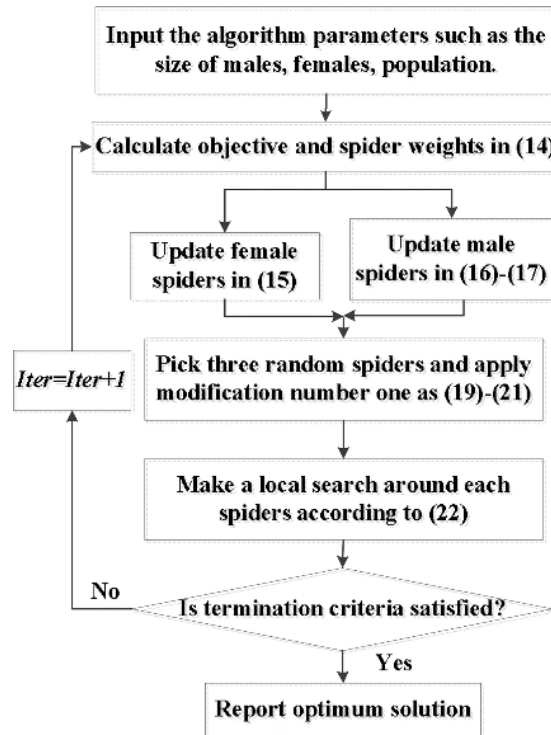 Input the algorithm parameters such as the
size of males, females, population.
Calculate objective and spider weights in (14)
Update female
spiders in (15)
Update male
spiders in (16)-(17)
Pick three random spiders and apply
modification number one as (19)-(21)
Iter=Iter+1
Make a local search around each
spiders according to (22)
No
Is termination criteria satisfied?
Yes
Report optimum solution